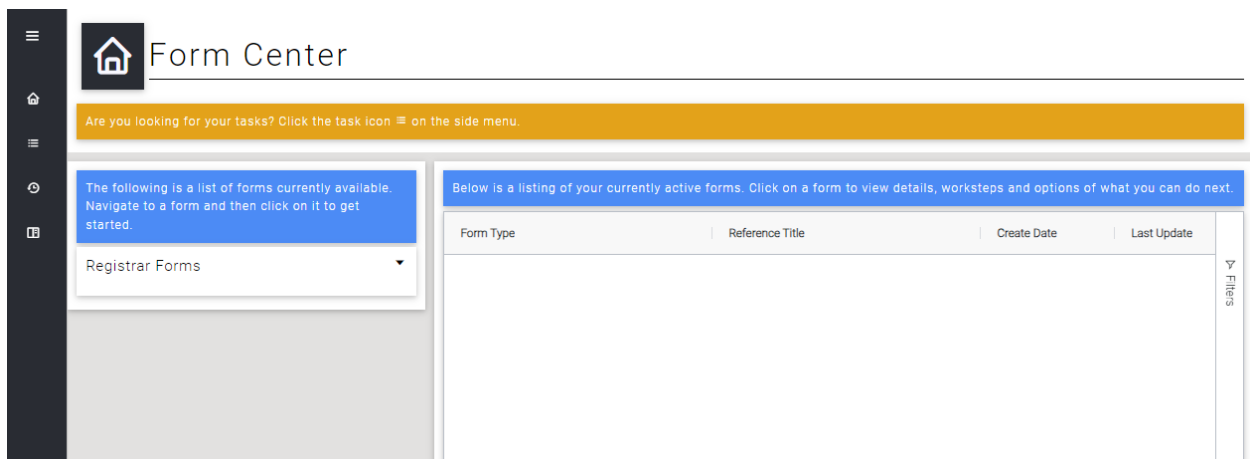 Form Center
Are you looking for your tasks? Click the task icon on the side menu.
The following is a list of forms currently available.
Navigate to a form and then click on it to get
started.
Registrar Forms
Below is a listing of your currently active forms. Click on a form to view details, worksteps and options of what you can do next.
Form Type Reference Title Create Date Last Update
Filters